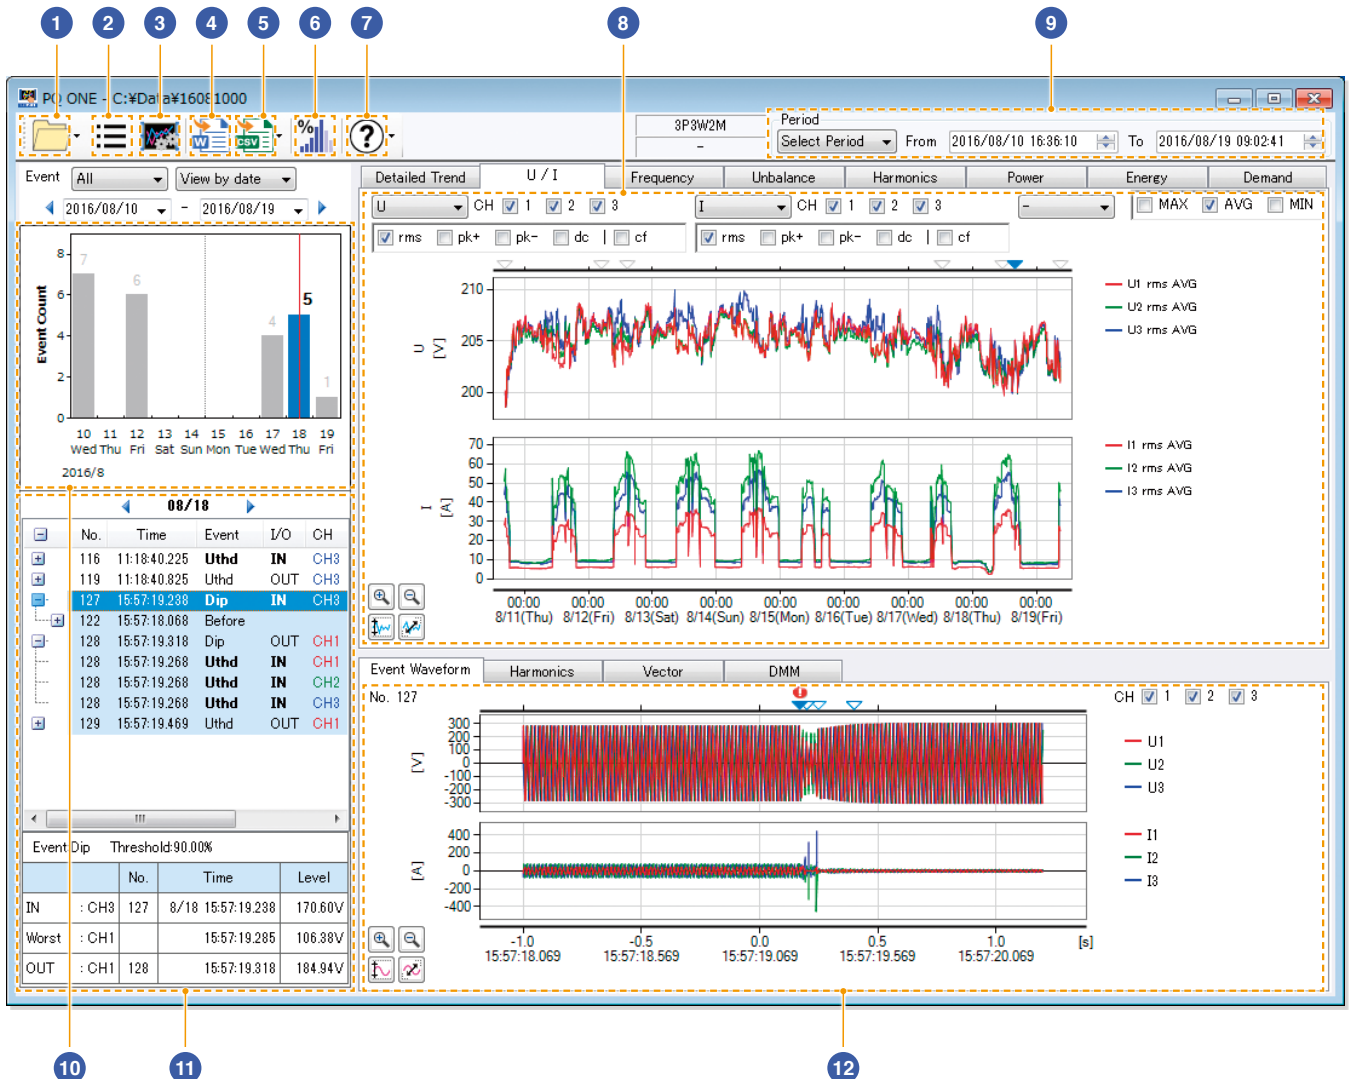 1 2 3 4 5 6 7 8 9
PQ ONE - C:¥Data¥16081000
W CSV % ?
3P3W2M
-
Period
Select Period From 2016/08/10 16:36:10 To 2016/08/19 09:02:41
Event All View by date
2016/08/10 - 2016/08/19
Detailed Trend U / I Frequency Unbalance Harmonics Power Energy Demand
U CH 1 2 3 I CH 1 2 3 - MAX AVG MIN
rms pk+ pk- dc | cf rms pk+ pk- dc | cf
Event Count
8
6
4
2
0
7 6 4 5 1
10 11 12 13 14 15 16 17 18 19
Wed Thu Fri Sat Sun Mon Tue Wed Thu Fri
2016/8
210
205
200
U [V]
U1 rms AVG
U2 rms AVG
U3 rms AVG
70
60
50
40
30
20
10
0
I [A]
I1 rms AVG
I2 rms AVG
I3 rms AVG
00:00 00:00 00:00 00:00 00:00 00:00 00:00 00:00 00:00
8/11(Thu) 8/12(Fri) 8/13(Sat) 8/14(Sun) 8/15(Mon) 8/16(Tue) 8/17(Wed) 8/18(Thu) 8/19(Fri)
08/18
No. Time Event I/O CH
116 11:18:40.225 Uthd IN CH3
119 11:18:40.825 Uthd OUT CH3
127 15:57:19.238 Dip IN CH3
122 15:57:18.068 Before
128 15:57:19.318 Dip OUT CH1
128 15:57:19.268 Uthd IN CH1
128 15:57:19.268 Uthd IN CH2
128 15:57:19.268 Uthd IN CH3
129 15:57:19.469 Uthd OUT CH1
Event:Dip Threshold:90.00%
No. Time Level
IN : CH3 127 8/18 15:57:19.238 170.60V
Worst : CH1 15:57:19.285 106.38V
OUT : CH1 128 15:57:19.318 184.94V
Event Waveform Harmonics Vector DMM
No. 127
CH 1 2 3
300
200
100
0
-100
-200
-300
[V]
U1
U2
U3
400
200
0
-200
-400
[A]
I1
I2
I3
-1.0 -0.5 0.0 0.5 1.0 [s]
15:57:18.069 15:57:18.569 15:57:19.069 15:57:19.569 15:57:20.069
10 11 12